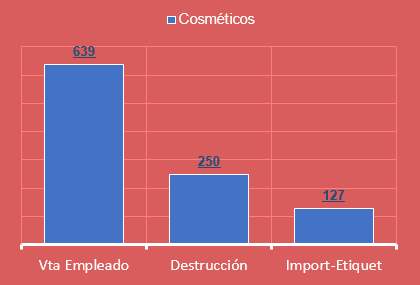 Cosméticos
639
250
127
Vta Empleado
Destrucción
Import-Etiquet